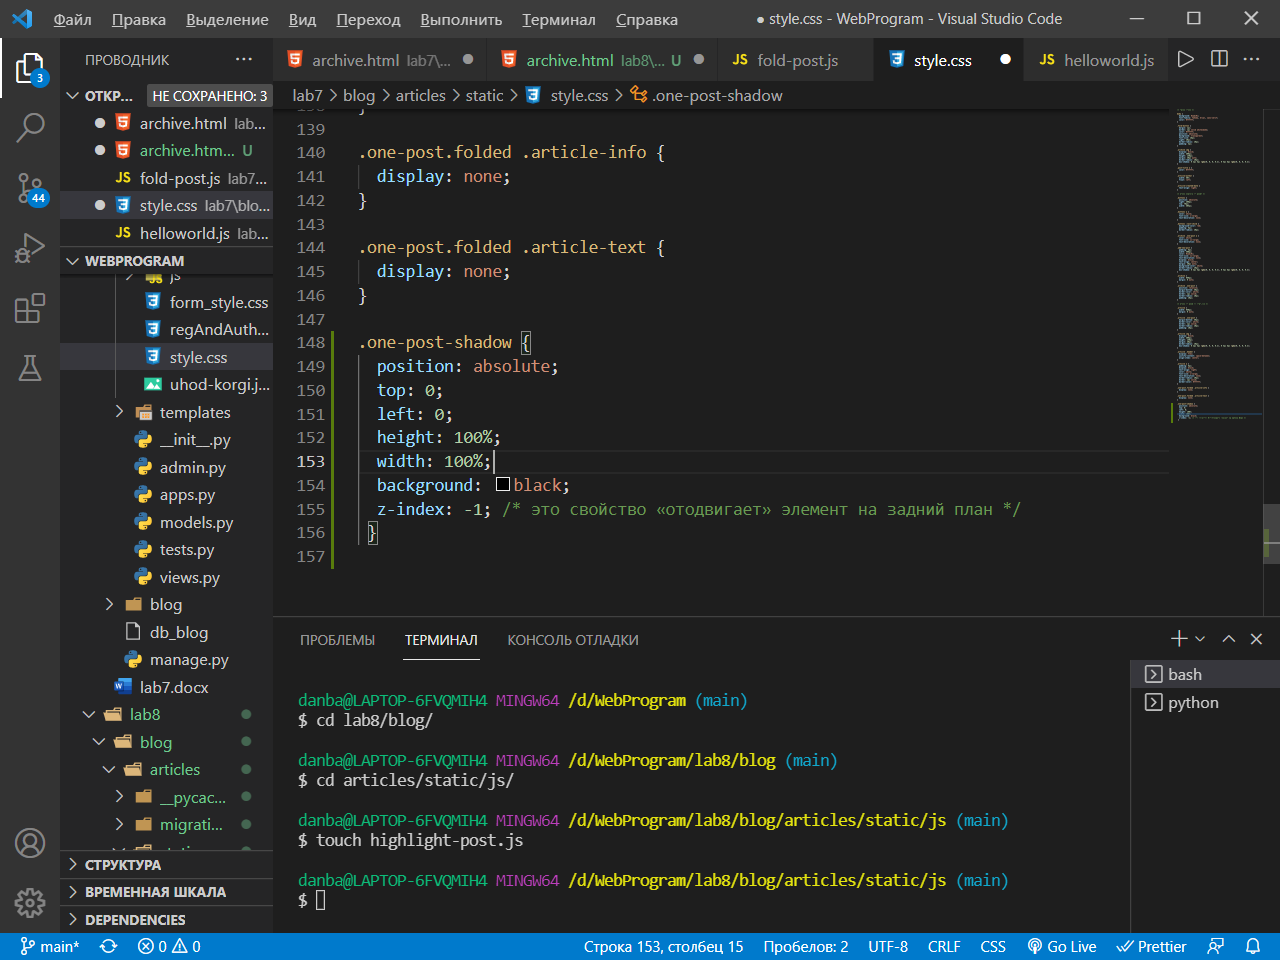 Файл Правка Выделение Вид Переход Выполнить Терминал Справка ● style.css - WebProgram - Visual Studio Code
ПРОВОДНИК ···
archive.html lab7\... archive.html lab8\... U fold-post.js style.css helloworld.js
ОТКР... НЕ СОХРАНЕНО: 3
lab7 > blog > articles > static > style.css > .one-post-shadow
archive.html lab...
archive.htm... U
fold-post.js lab7...
style.css lab7\blo...
helloworld.js lab...
WEBPROGRAM
js
form_style.css
regAndAuth...
style.css
uhod-korgi.j...
templates
__init__.py
admin.py
apps.py
models.py
tests.py
views.py
blog
db_blog
manage.py
lab7.docx
lab8
blog
articles
__pycac...
migrati...
СТРУКТУРА
ВРЕМЕННАЯ ШКАЛА
DEPENDENCIES
3
44
139
140 .one-post.folded .article-info {
141 display: none;
142 }
143
144 .one-post.folded .article-text {
145 display: none;
146 }
147
148 .one-post-shadow {
149 position: absolute;
150 top: 0;
151 left: 0;
152 height: 100%;
153 width: 100%;
154 background: black;
155 z-index: -1; /* это свойство «отодвигает» элемент на задний план */
156 }
157
ПРОБЛЕМЫ ТЕРМИНАЛ КОНСОЛЬ ОТЛАДКИ
bash
python
danba@LAPTOP-6FVQMIH4 MINGW64 /d/WebProgram (main)
$ cd lab8/blog/
danba@LAPTOP-6FVQMIH4 MINGW64 /d/WebProgram/lab8/blog (main)
$ cd articles/static/js/
danba@LAPTOP-6FVQMIH4 MINGW64 /d/WebProgram/lab8/blog/articles/static/js (main)
$ touch highlight-post.js
danba@LAPTOP-6FVQMIH4 MINGW64 /d/WebProgram/lab8/blog/articles/static/js (main)
$
main* 0 0 Строка 153, столбец 15 Пробелов: 2 UTF-8 CRLF CSS Go Live Prettier